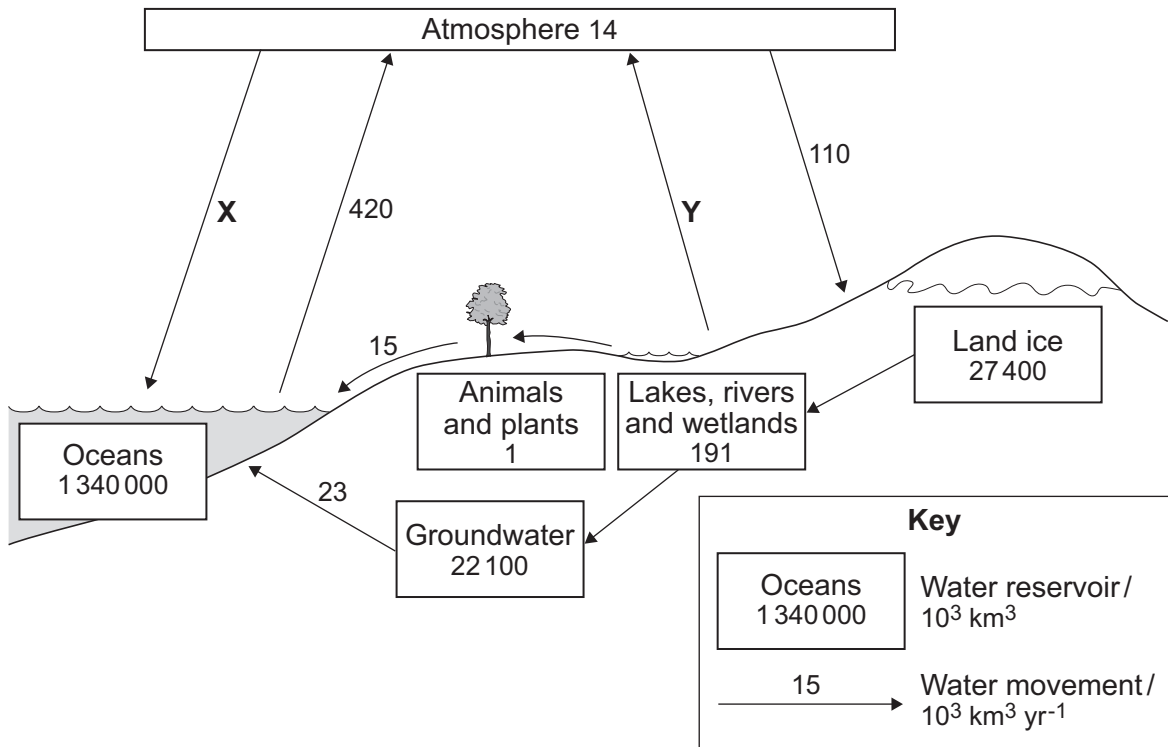 Atmosphere 14
X
420
Y
110
15
Animals
and plants
1
Lakes, rivers
and wetlands
191
Land ice
27 400
Oceans
1 340 000
23
Groundwater
22 100
Key
Oceans
1 340 000
Water reservoir /
10³ km³
15
Water movement /
10³ km³ yr⁻¹